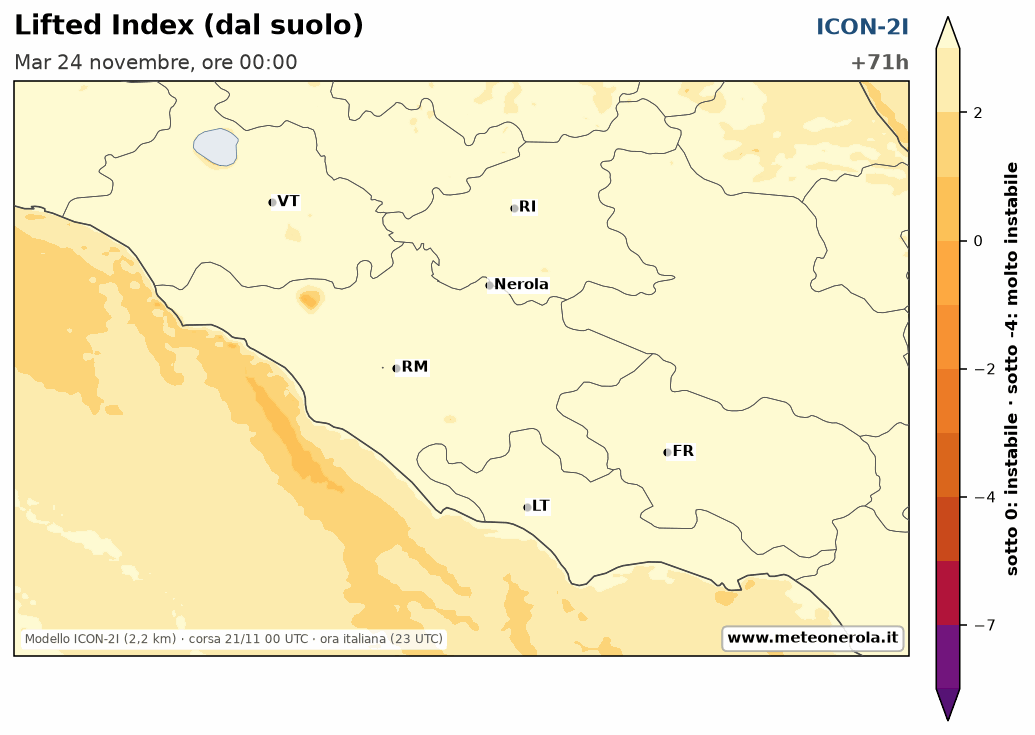 Lifted Index (dal suolo)
ICON-2I
Mar 24 novembre, ore 00:00
+71h
VT
RI
Nerola
RM
FR
LT
2
0
−2
−4
−7
sotto 0: instabile · sotto -4: molto instabile
Modello ICON-2I (2,2 km) · corsa 21/11 00 UTC · ora italiana (23 UTC)
www.meteonerola.it